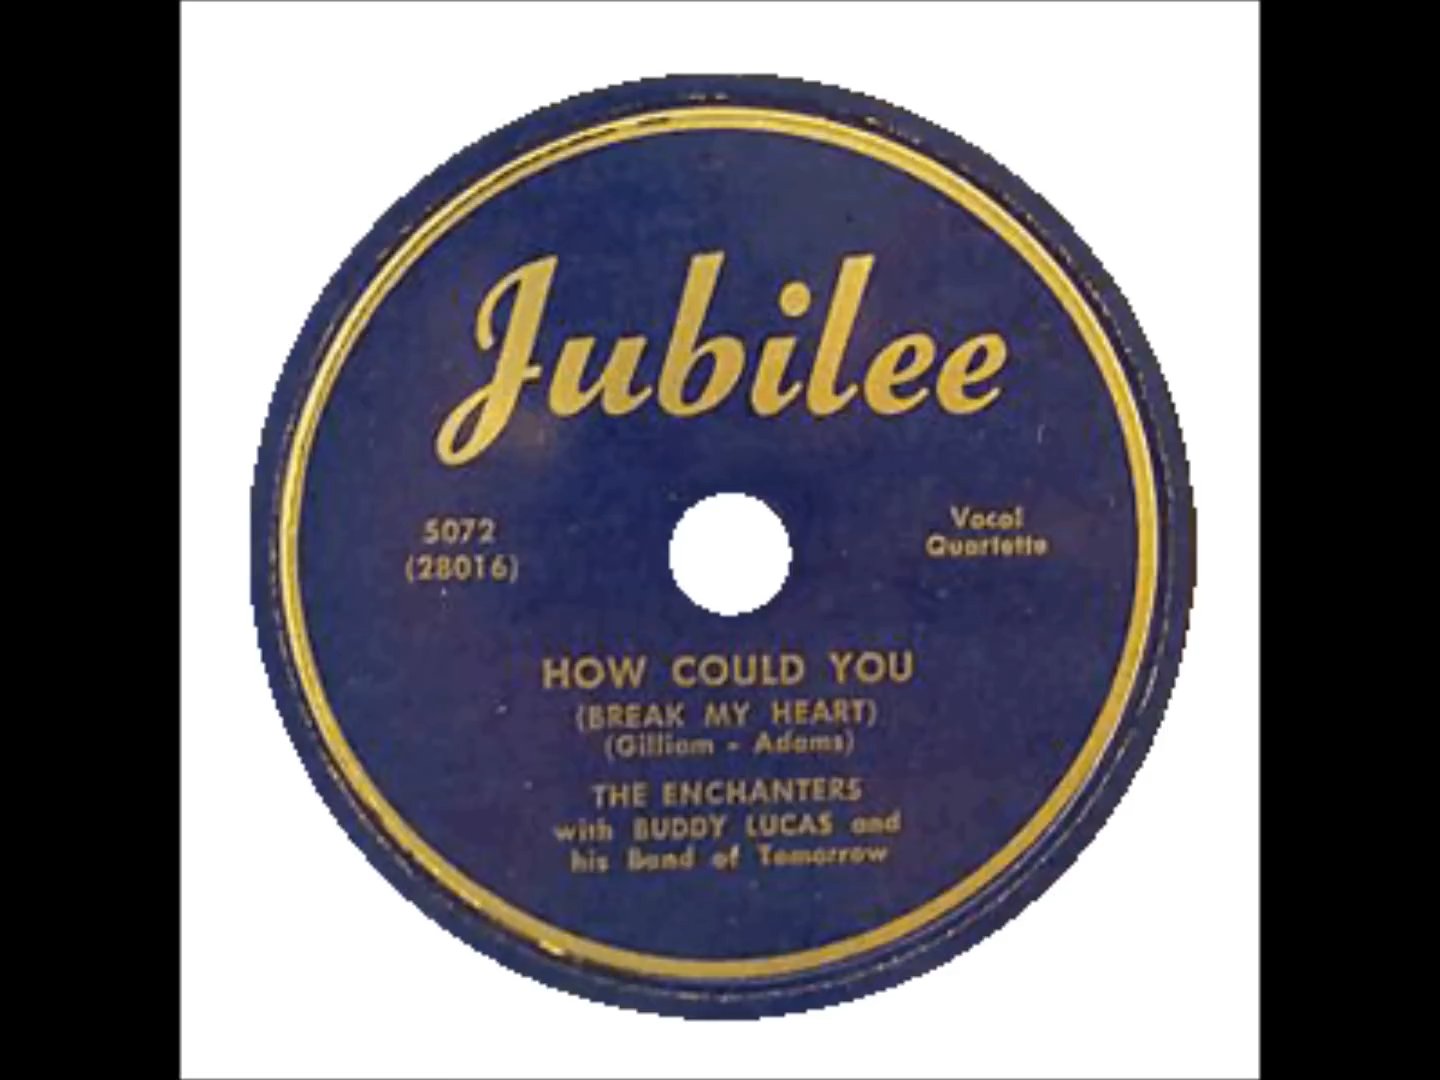 Jubilee
5072
(28016)
Vocal
Quartette
HOW COULD YOU
(BREAK MY HEART)
(Gilliam - Adams)
THE ENCHANTERS
with BUDDY LUCAS and
his Band of Tomorrow